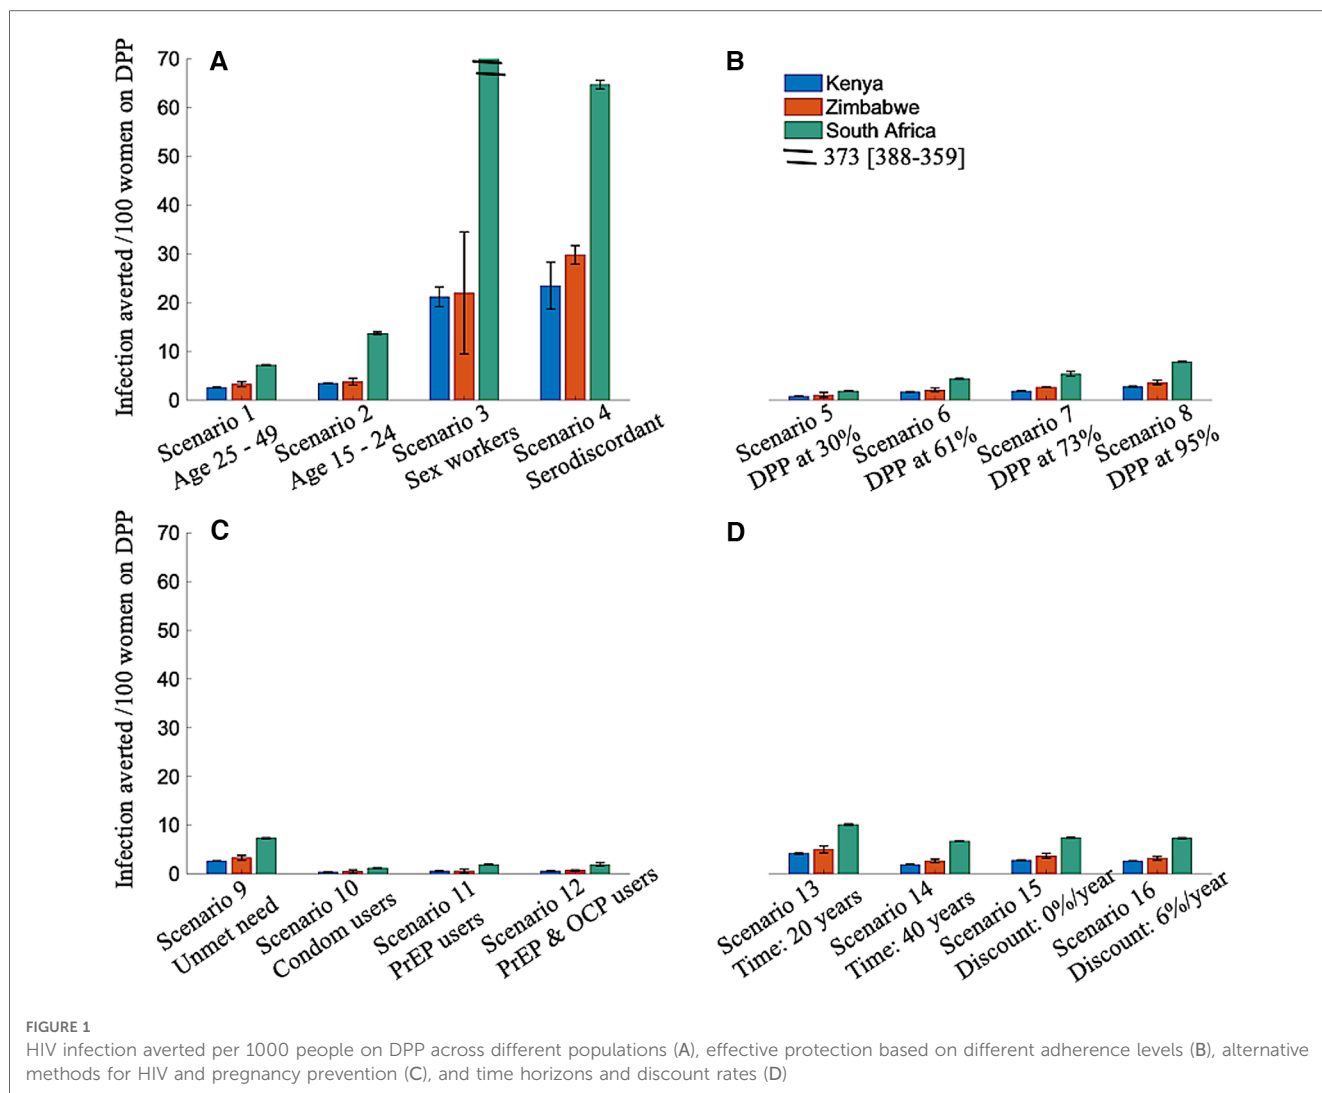 A
Infection averted /100 women on DPP
70
60
50
40
30
20
10
0
Scenario 1
Age 25 - 49
Scenario 2
Age 15 - 24
Scenario 3
Sex workers
Scenario 4
Serodiscordant
B
Kenya
Zimbabwe
South Africa
373 [388-359]
Scenario 5
DPP at 30%
Scenario 6
DPP at 61%
Scenario 7
DPP at 73%
Scenario 8
DPP at 95%
C
Infection averted /100 women on DPP
70
60
50
40
30
20
10
0
Scenario 9
Unmet need
Scenario 10
Condom users
Scenario 11
PrEP users
Scenario 12
PrEP & OCP users
D
Scenario 13
Time: 20 years
Scenario 14
Time: 40 years
Scenario 15
Discount: 0%/year
Scenario 16
Discount: 6%/year
FIGURE 1
HIV infection averted per 1000 people on DPP across different populations (A), effective protection based on different adherence levels (B), alternative
methods for HIV and pregnancy prevention (C), and time horizons and discount rates (D)